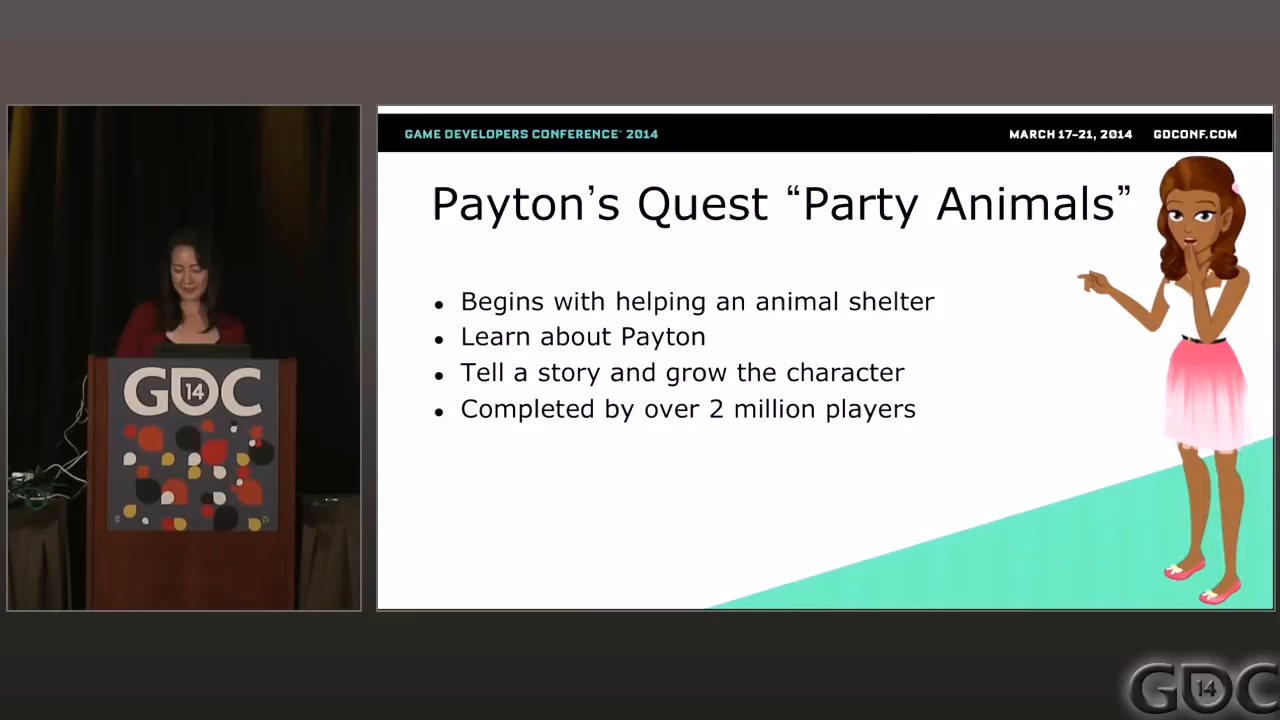 GAME DEVELOPERS CONFERENCE® 2014
MARCH 17–21, 2014 GDCONF.COM
Payton’s Quest “Party Animals”
• Begins with helping an animal shelter
• Learn about Payton
• Tell a story and grow the character
• Completed by over 2 million players
GDC
14
GDC
14